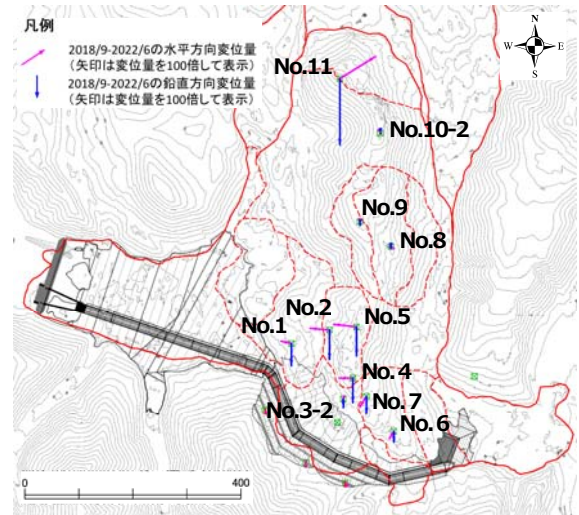 凡例
2018/9-2022/6の水平方向変位量
(矢印は変位量を100倍して表示)
2018/9-2022/6の鉛直方向変位量
(矢印は変位量を100倍して表示)
N
W E
S
No.11
No.10-2
No.9
No.8
No.2
No.5
No.1
No.4
No.3-2
No.7
No.6
0 400